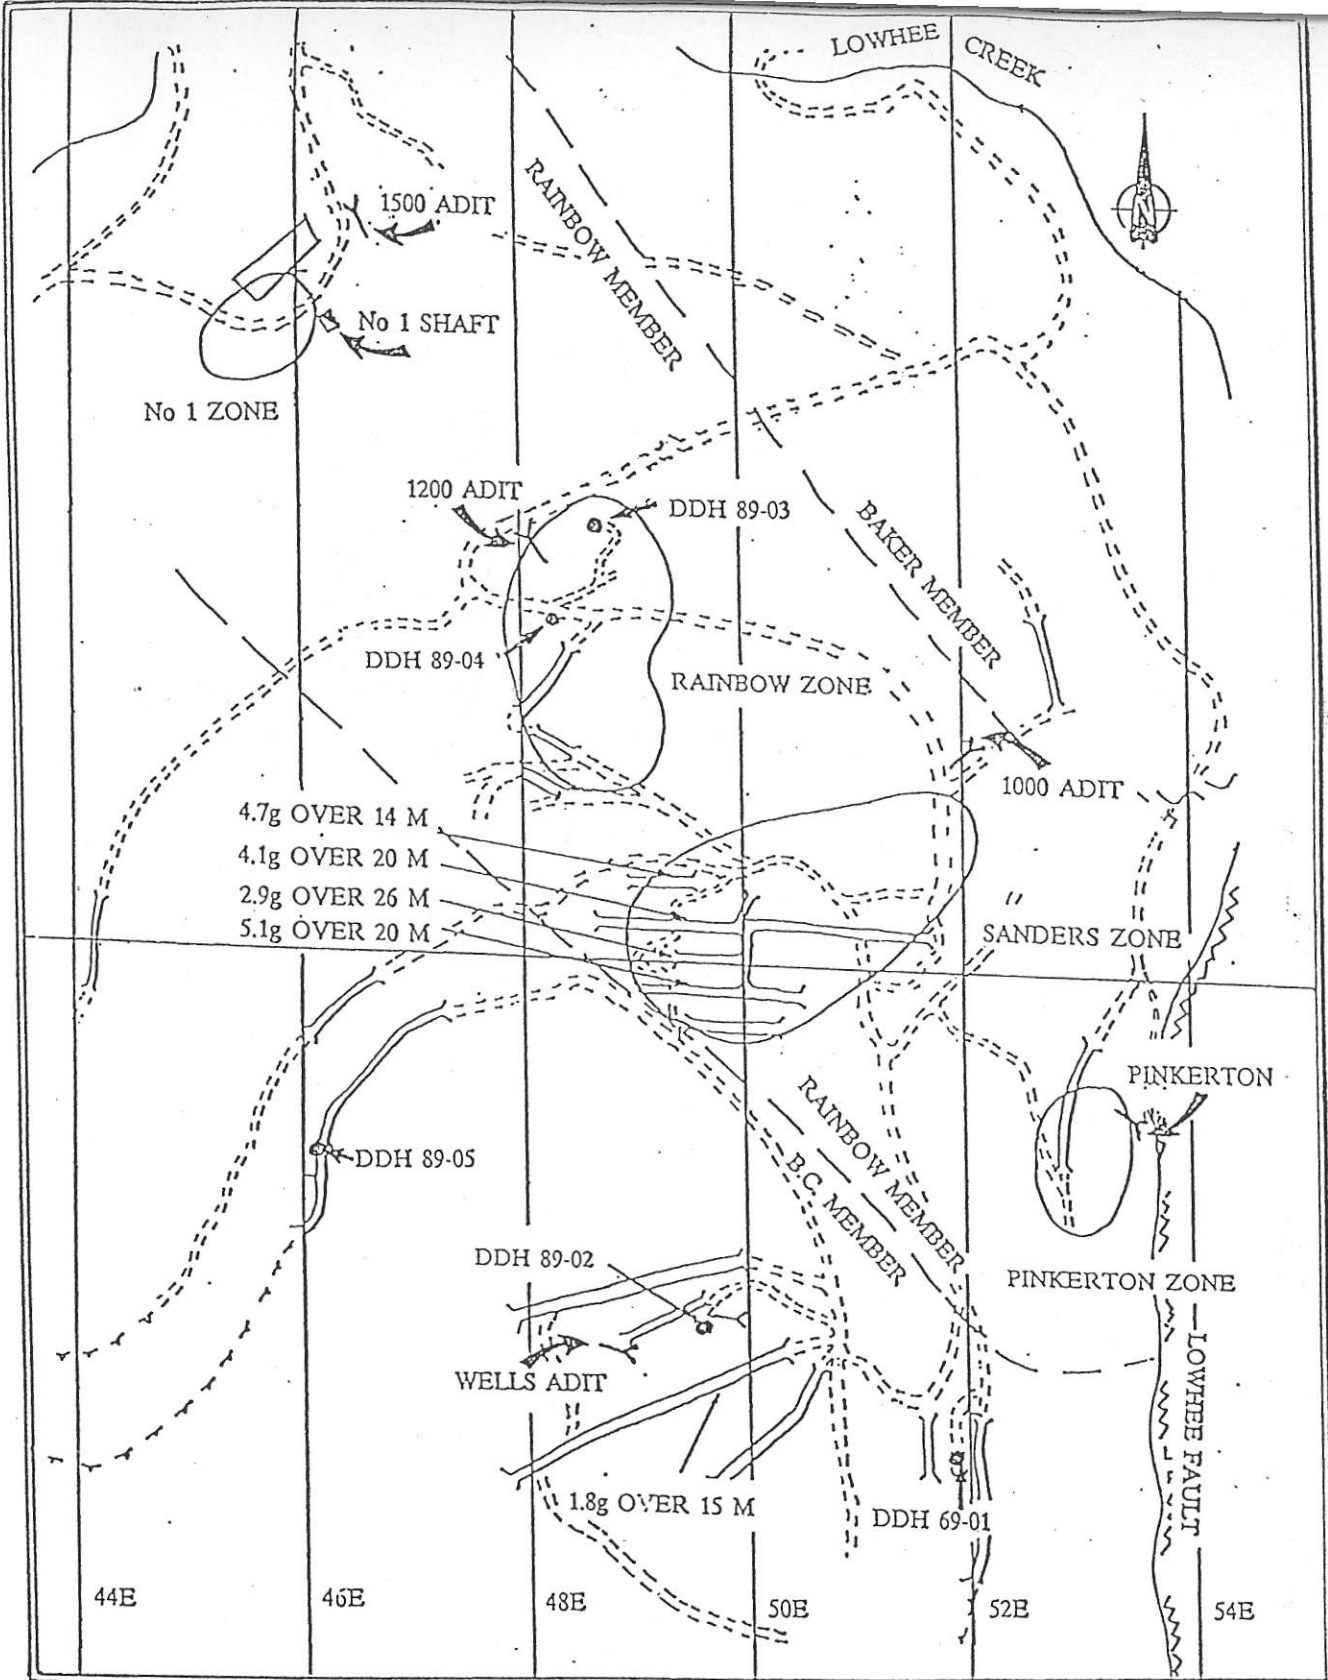 LOWHEE CREEK
N
RAINBOW MEMBER
1500 ADIT
No 1 SHAFT
No 1 ZONE
1200 ADIT
DDH 89-03
BAKER MEMBER
DDH 89-04
RAINBOW ZONE
1000 ADIT
4.7g OVER 14 M
4.1g OVER 20 M
2.9g OVER 26 M
5.1g OVER 20 M
SANDERS ZONE
PINKERTON
RAINBOW MEMBER
B.C. MEMBER
DDH 89-05
DDH 89-02
PINKERTON ZONE
LOWHEE FAULT
WELLS ADIT
1.8g OVER 15 M
DDH 69-01
44E
46E
48E
50E
52E
54E